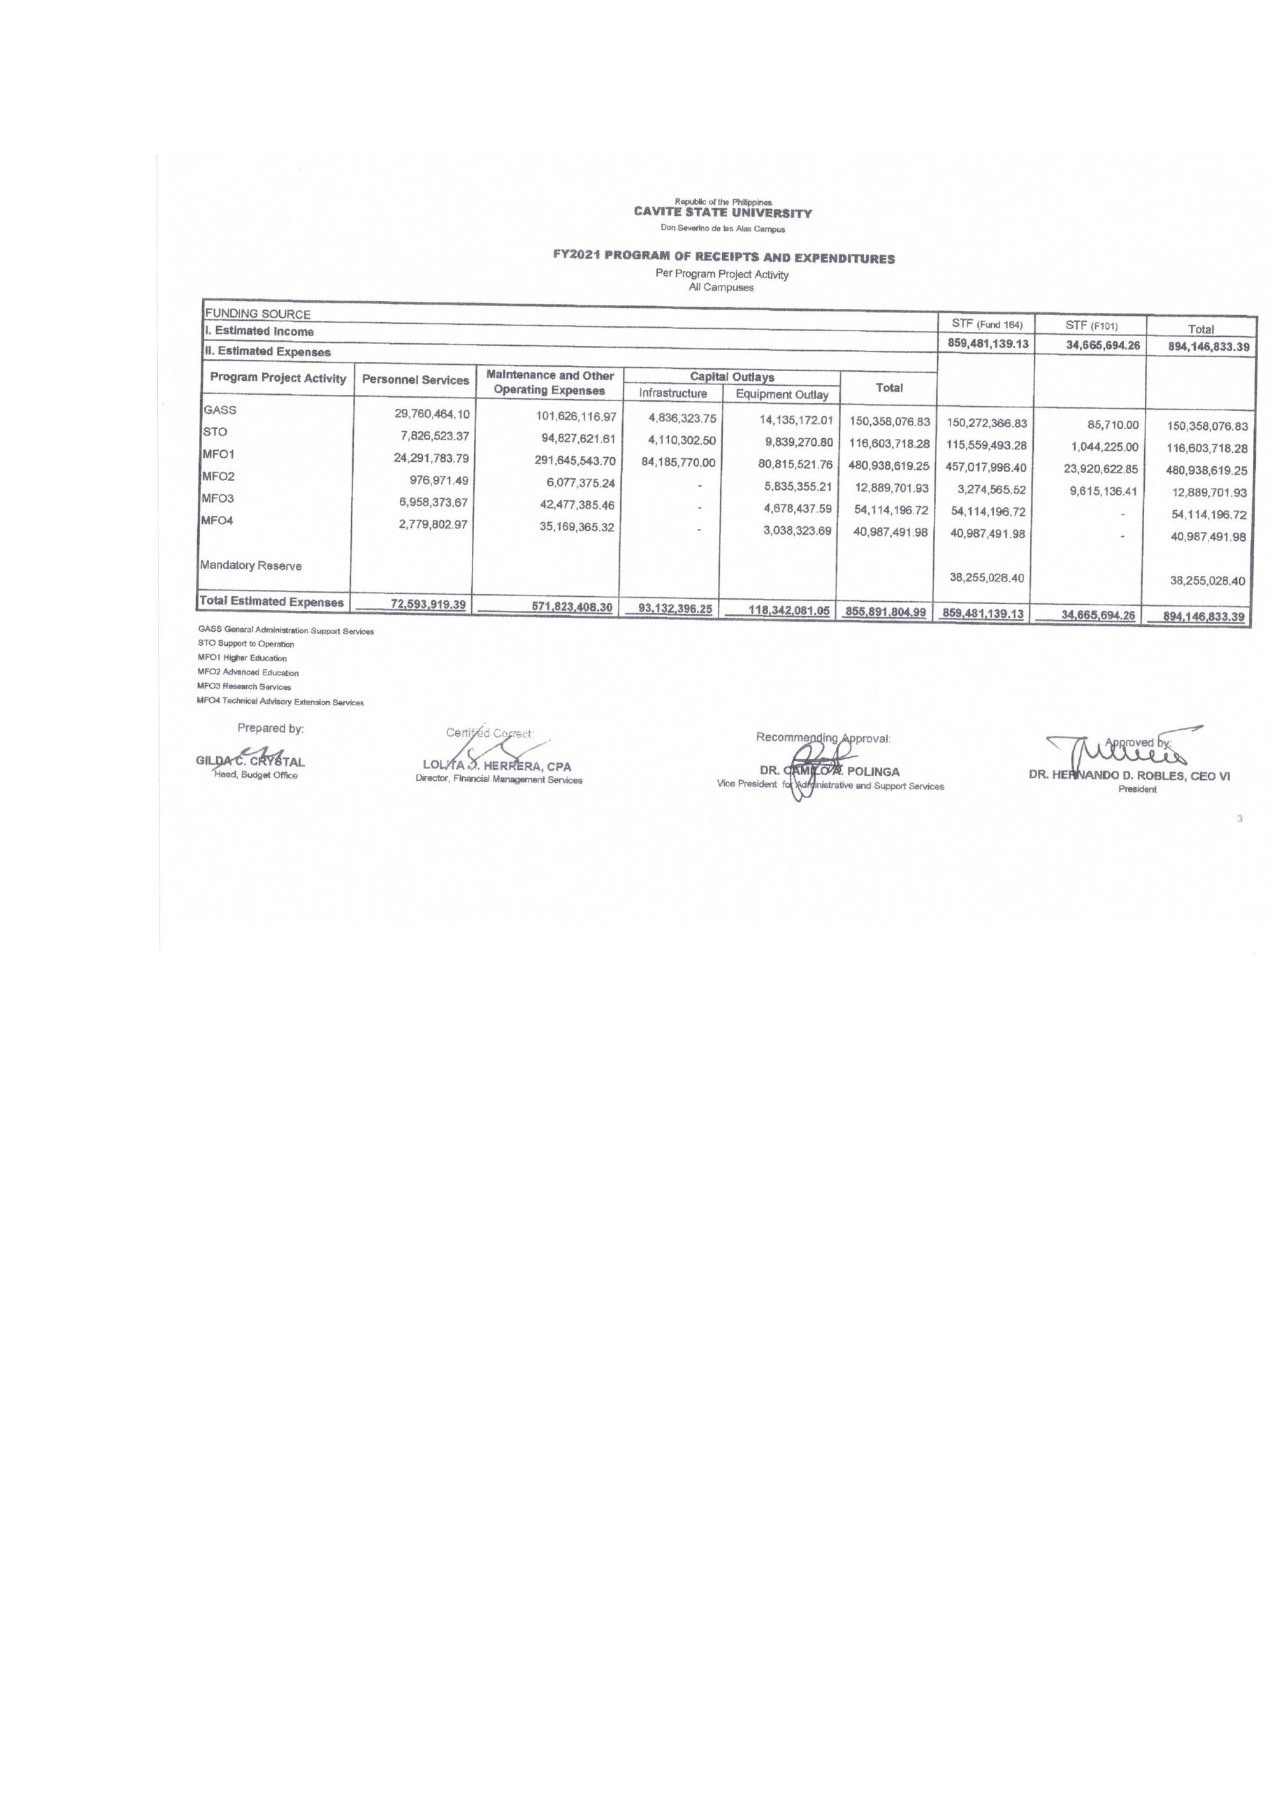 Republic of the Philippines
CAVITE STATE UNIVERSITY
Don Severino de las Alas Campus
FY2021 PROGRAM OF RECEIPTS AND EXPENDITURES
Per Program Project Activity
All Campuses
FUNDING SOURCE STF (Fund 164) STF (F101) Total
I. Estimated Income 859,481,139.13 34,665,694.26 894,146,833.39
II. Estimated Expenses
Program Project Activity Personnel Services Maintenance and Other Operating Expenses Capital Outlays Total
Infrastructure Equipment Outlay
GASS 29,760,464.10 101,626,116.97 4,836,323.75 14,135,172.01 150,358,076.83 150,272,366.83 85,710.00 150,358,076.83
STO 7,826,523.37 94,827,621.61 4,110,302.50 9,839,270.80 116,603,718.28 115,559,493.28 1,044,225.00 116,603,718.28
MFO1 24,291,783.79 291,645,543.70 84,185,770.00 80,815,521.76 480,938,619.25 457,017,996.40 23,920,622.85 480,938,619.25
MFO2 976,971.49 6,077,375.24 - 5,835,355.21 12,889,701.93 3,274,565.52 9,615,136.41 12,889,701.93
MFO3 6,958,373.67 42,477,385.46 - 4,678,437.59 54,114,196.72 54,114,196.72 - 54,114,196.72
MFO4 2,779,802.97 35,169,365.32 - 3,038,323.69 40,987,491.98 40,987,491.98 - 40,987,491.98
Mandatory Reserve 38,255,028.40 38,255,028.40
Total Estimated Expenses 72,593,919.39 571,823,408.30 93,132,396.25 118,342,081.05 855,891,804.99 859,481,139.13 34,665,694.26 894,146,833.39
GASS General Administration Support Services
STO Support to Operation
MFO1 Higher Education
MFO2 Advanced Education
MFO3 Research Services
MFO4 Technical Advisory Extension Services
Prepared by: Certified Correct: Recommending Approval: Approved by:
GILDA C. CRYSTAL LOLITA J. HERRERA, CPA DR. CAMILO A. POLINGA DR. HERNANDO D. ROBLES, CEO VI
Head, Budget Office Director, Financial Management Services Vice President for Administrative and Support Services President
3